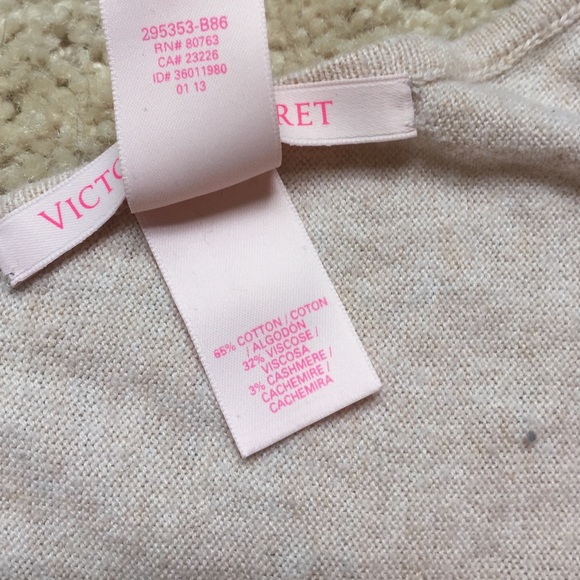 295353-B86
RN# 80763
CA# 23226
ID# 36011980
01 13
VICTO RET
65% COTTON / COTON
/ ALGODON
32% VISCOSE /
VISCOSA
3% CASHMERE /
CACHEMIRE /
CACHEMIRA